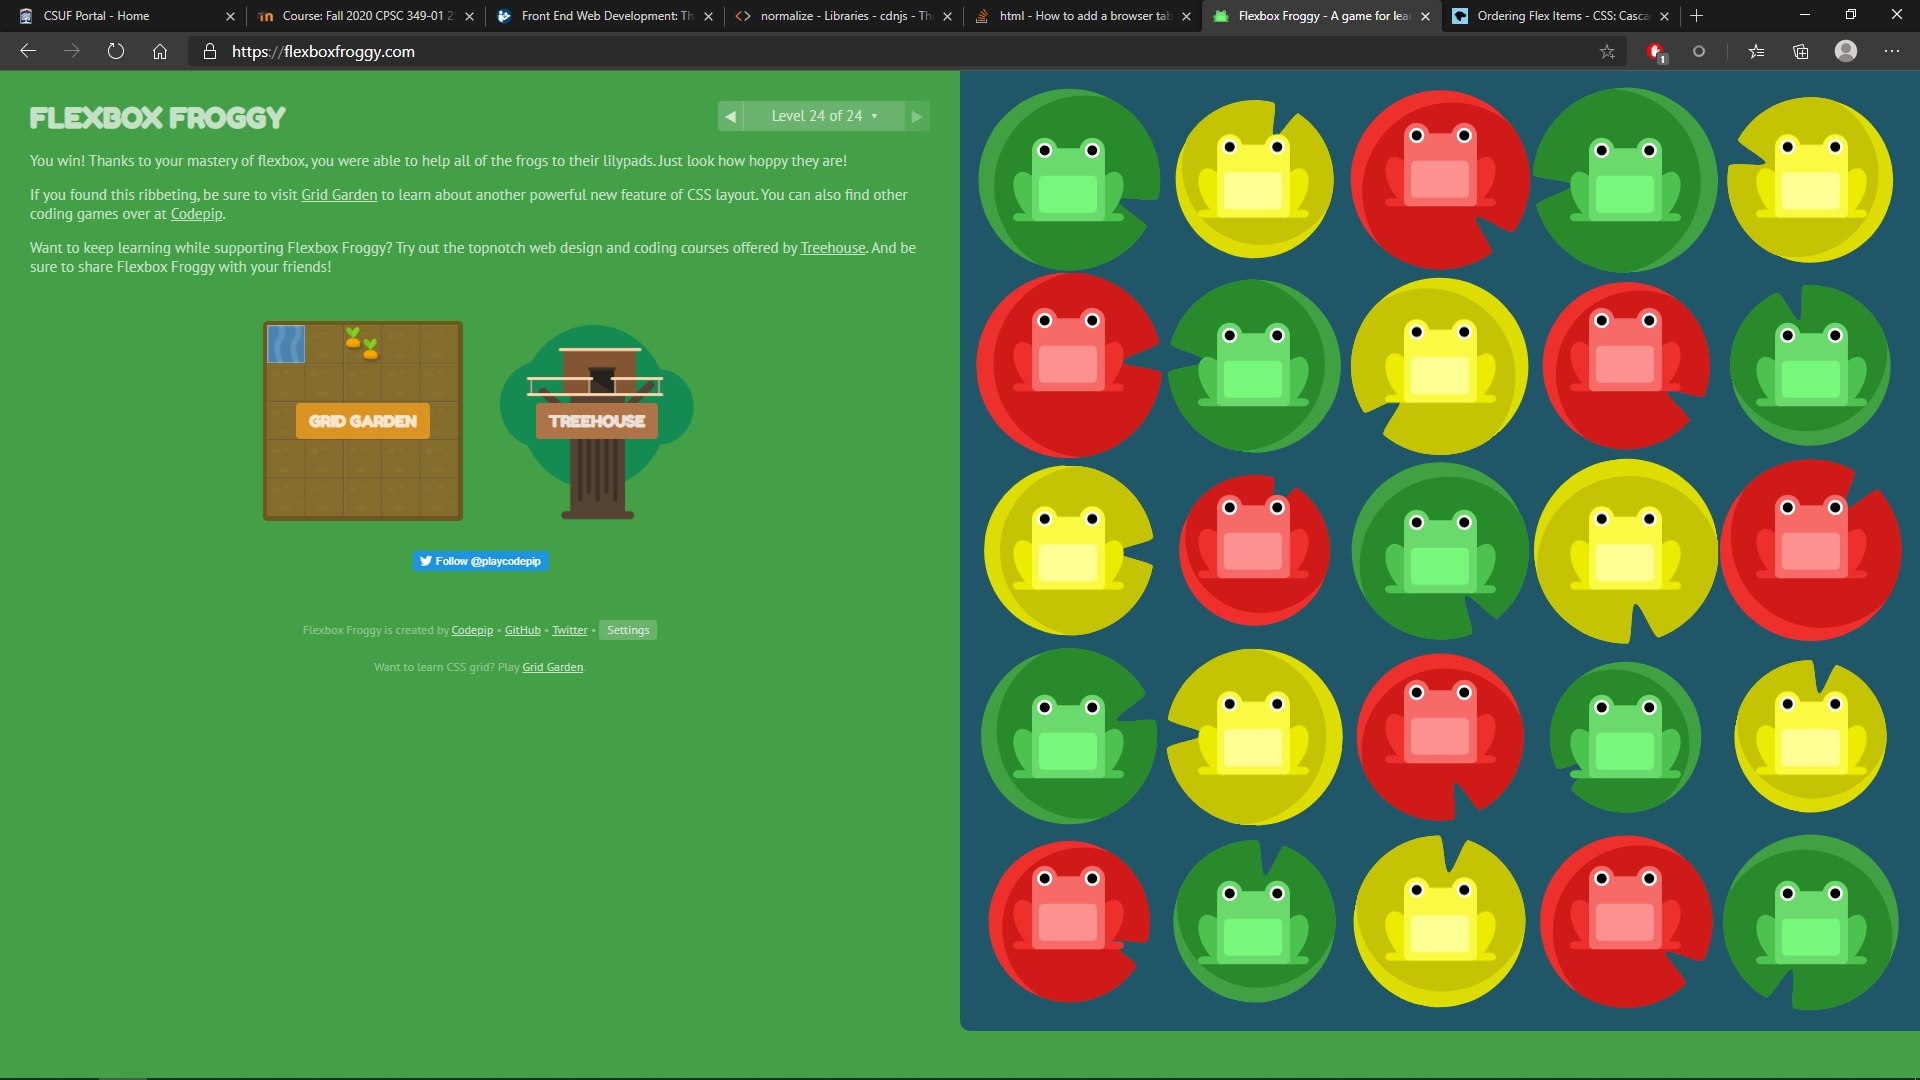 CSUF Portal - Home
Course: Fall 2020 CPSC 349-01 2
Front End Web Development: Th
normalize - Libraries - cdnjs - Th
html - How to add a browser tab
Flexbox Froggy - A game for lear
Ordering Flex Items - CSS: Casca
https://flexboxfroggy.com
1
FLEXBOX FROGGY
Level 24 of 24
You win! Thanks to your mastery of flexbox, you were able to help all of the frogs to their lilypads. Just look how hoppy they are!
If you found this ribbeting, be sure to visit Grid Garden to learn about another powerful new feature of CSS layout. You can also find other
coding games over at Codepip.
Want to keep learning while supporting Flexbox Froggy? Try out the topnotch web design and coding courses offered by Treehouse. And be
sure to share Flexbox Froggy with your friends!
GRID GARDEN
TREEHOUSE
Follow @playcodepip
Flexbox Froggy is created by Codepip • GitHub • Twitter • Settings
Want to learn CSS grid? Play Grid Garden.